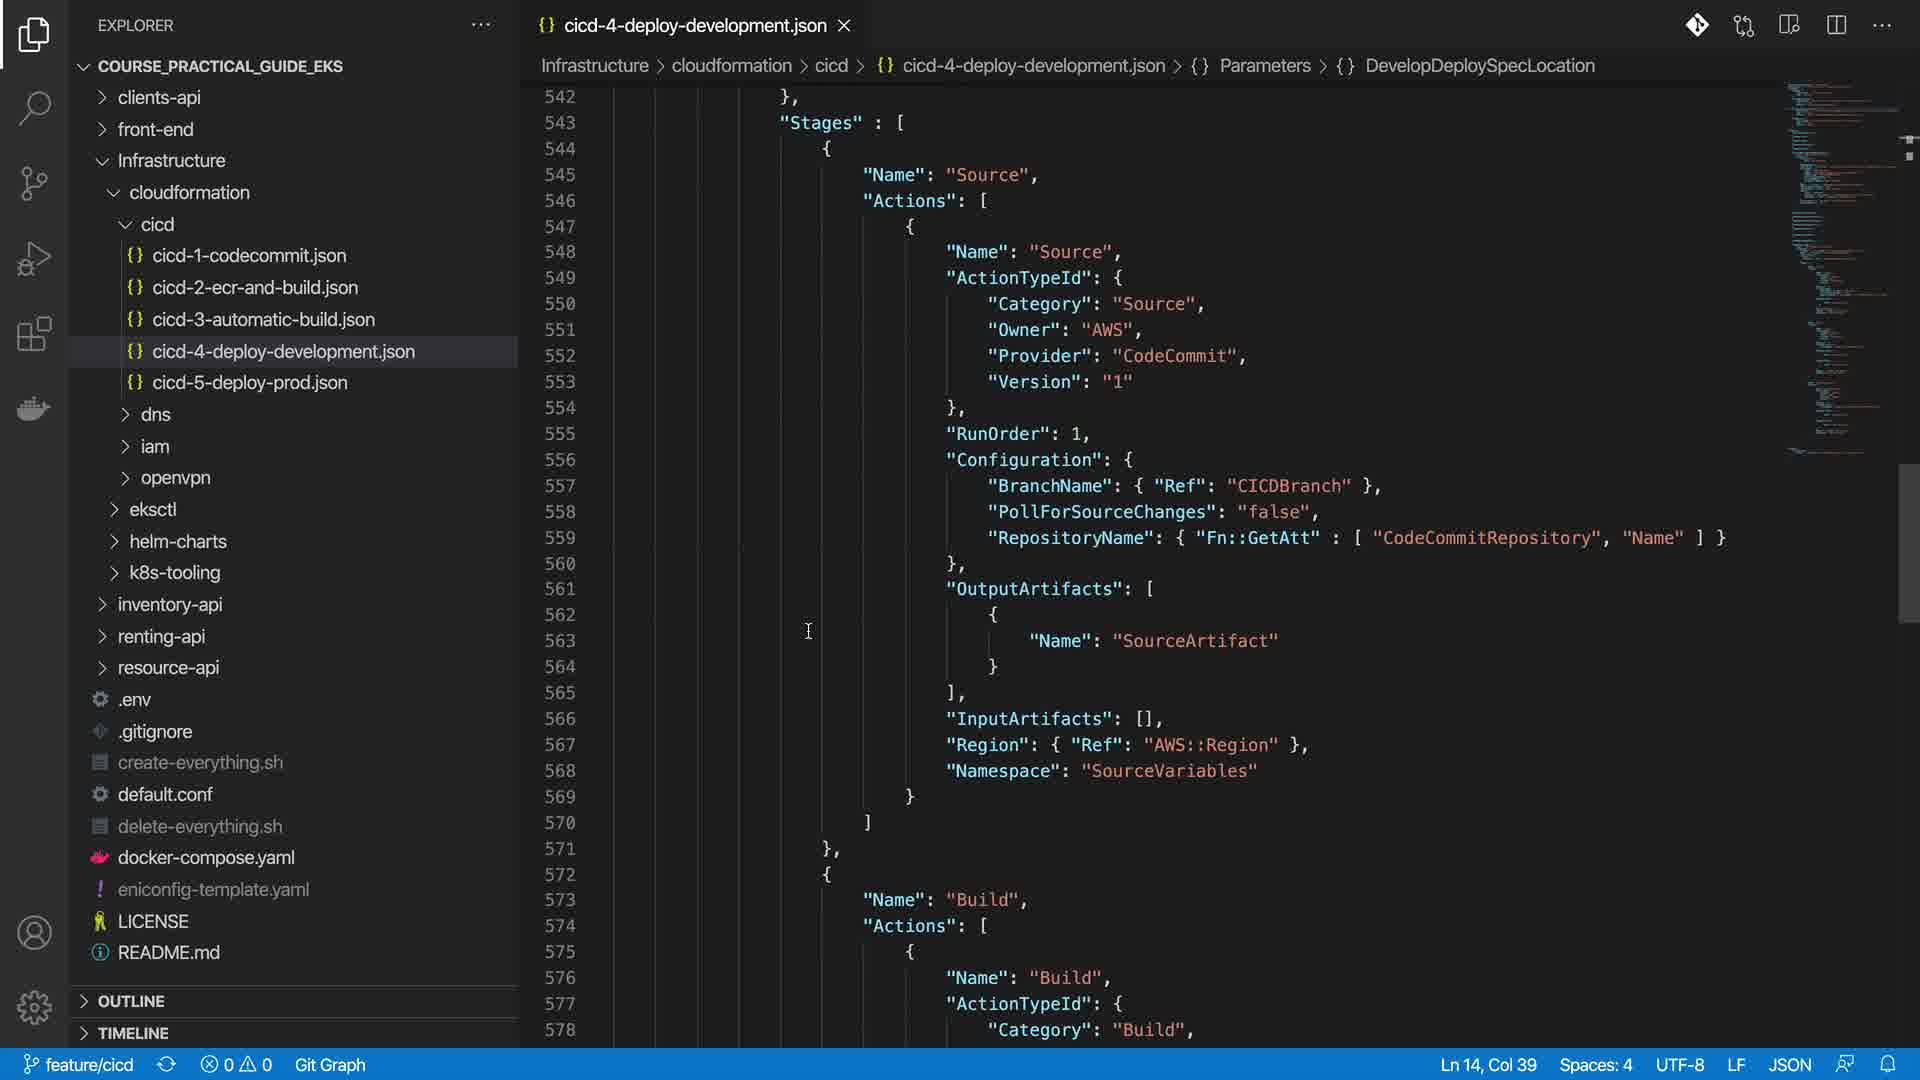 EXPLORER
COURSE_PRACTICAL_GUIDE_EKS
clients-api
front-end
Infrastructure
cloudformation
cicd
{} cicd-1-codecommit.json
{} cicd-2-ecr-and-build.json
{} cicd-3-automatic-build.json
{} cicd-4-deploy-development.json
{} cicd-5-deploy-prod.json
dns
iam
openvpn
eksctl
helm-charts
k8s-tooling
inventory-api
renting-api
resource-api
.env
.gitignore
create-everything.sh
default.conf
delete-everything.sh
docker-compose.yaml
! eniconfig-template.yaml
LICENSE
README.md
OUTLINE
TIMELINE
{} cicd-4-deploy-development.json
Infrastructure > cloudformation > cicd > {} cicd-4-deploy-development.json > {} Parameters > {} DevelopDeploySpecLocation
542 },
543 "Stages" : [
544 {
545 "Name": "Source",
546 "Actions": [
547 {
548 "Name": "Source",
549 "ActionTypeId": {
550 "Category": "Source",
551 "Owner": "AWS",
552 "Provider": "CodeCommit",
553 "Version": "1"
554 },
555 "RunOrder": 1,
556 "Configuration": {
557 "BranchName": { "Ref": "CICDBranch" },
558 "PollForSourceChanges": "false",
559 "RepositoryName": { "Fn::GetAtt" : [ "CodeCommitRepository", "Name" ] }
560 },
561 "OutputArtifacts": [
562 {
563 "Name": "SourceArtifact"
564 }
565 ],
566 "InputArtifacts": [],
567 "Region": { "Ref": "AWS::Region" },
568 "Namespace": "SourceVariables"
569 }
570 ]
571 },
572 {
573 "Name": "Build",
574 "Actions": [
575 {
576 "Name": "Build",
577 "ActionTypeId": {
578 "Category": "Build",
feature/cicd 0 0 Git Graph Ln 14, Col 39 Spaces: 4 UTF-8 LF JSON